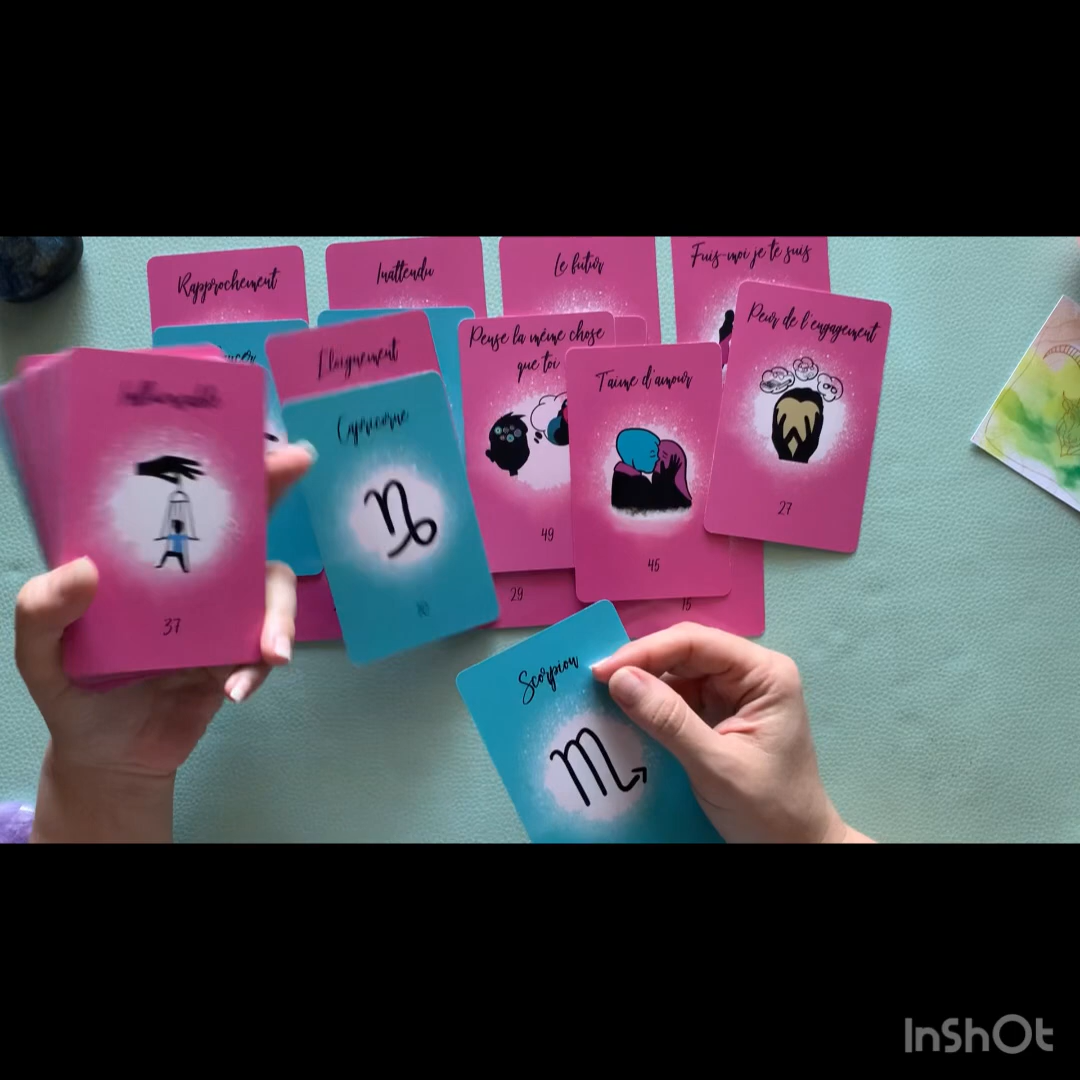 Rapprochement
Inattendu
Le futur
Fuis-moi je te suis
L'éloignement
Pense la même chose
que toi
49
T'aime d'amour
45
Peur de l'engagement
27
Capricorne
37
29
15
Scorpion
InShOt